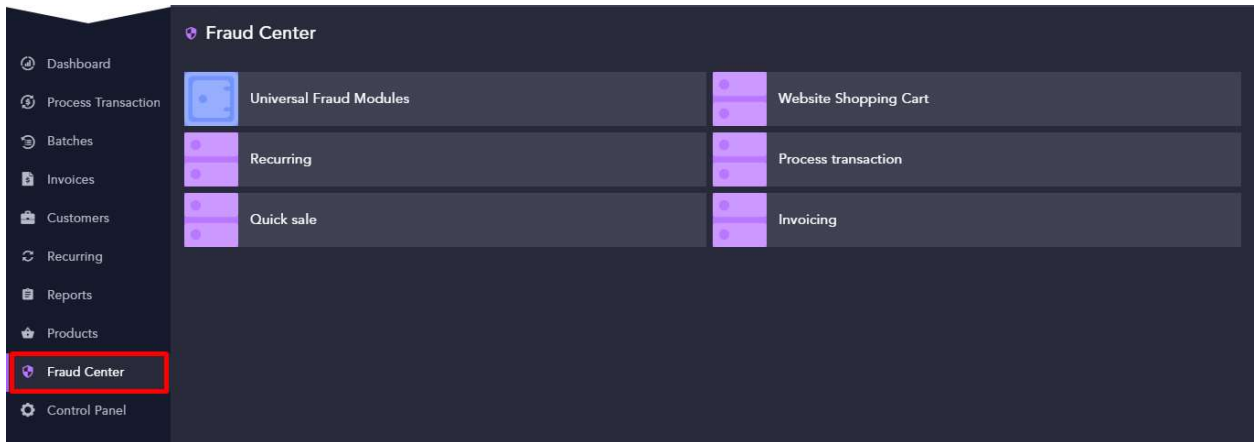 Fraud Center
Dashboard
Process Transaction
Batches
Invoices
Customers
Recurring
Reports
Products
Fraud Center
Control Panel
Universal Fraud Modules
Website Shopping Cart
Recurring
Process transaction
Quick sale
Invoicing